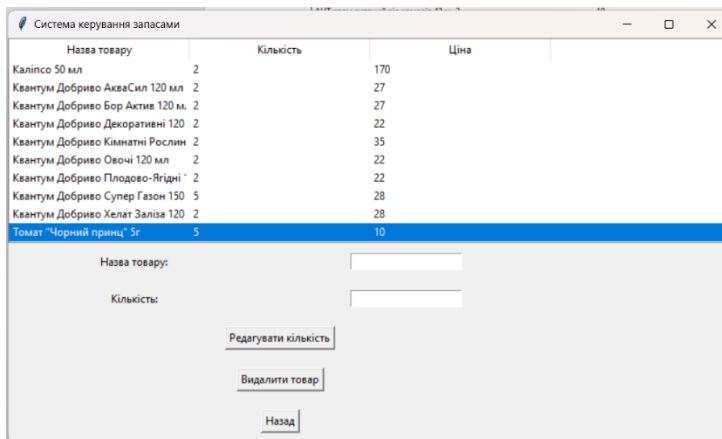 Система керування запасами
Назва товару Кількість Ціна
Каліпсо 50 мл 2 170
Квантум Добриво АкваСил 120 мл 2 27
Квантум Добриво Бор Актив 120 м. 2 27
Квантум Добриво Декоративні 120 2 22
Квантум Добриво Кімнатні Рослин 2 35
Квантум Добриво Овочі 120 мл 2 22
Квантум Добриво Плодово-Ягідні 2 22
Квантум Добриво Супер Газон 150 5 28
Квантум Добриво Хелат Заліза 120 2 28
Томат "Чорний принц" 5г 5 10
Назва товару:
Кількість:
Редагувати кількість
Видалити товар
Назад